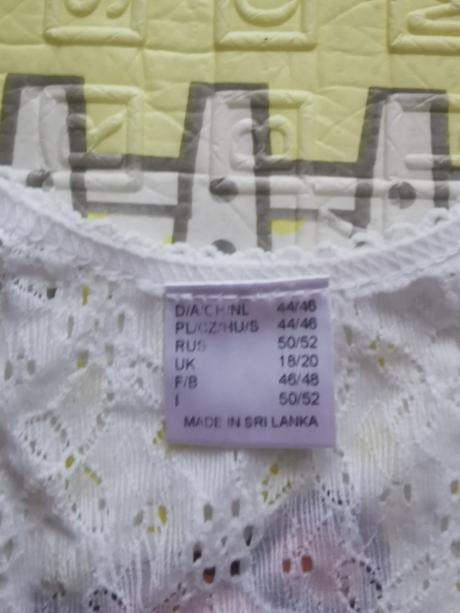 D/A/CH/NL 44/46
PL/CZ/HU/S 44/46
RUS 50/52
UK 18/20
F/B 46/48
I 50/52
MADE IN SRI LANKA